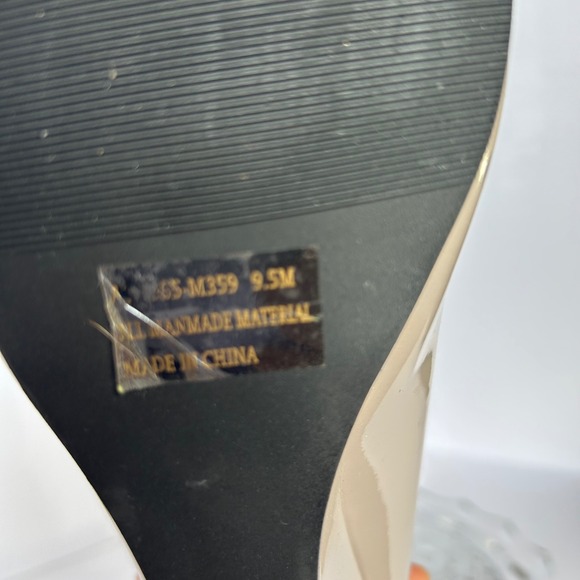 65-M359 9.5M
ALL MANMADE MATERIAL
MADE IN CHINA